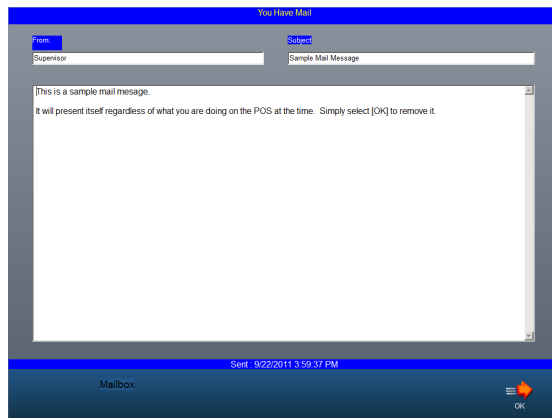 You Have Mail
From:
Subject
Supervisor
Sample Mail Message
This is a sample mail mesage.
It will present itself regardless of what you are doing on the POS at the time.  Simply select [OK] to remove it.
Sent : 9/22/2011 3:59:37 PM
Mailbox
OK